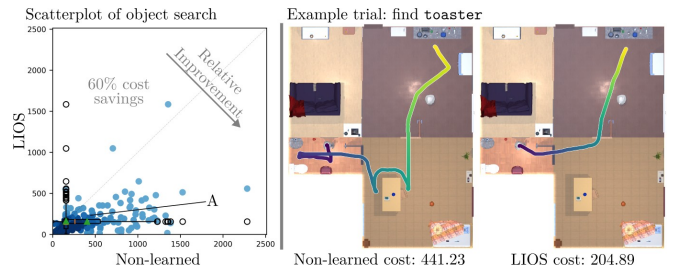 Scatterplot of object search
Example trial: find toaster
2500
2000
1500
1000
500
0
LIOS
60% cost
savings
Relative
Improvement
A
0 500 1000 1500 2000 2500
Non-learned
Non-learned cost: 441.23
LIOS cost: 204.89